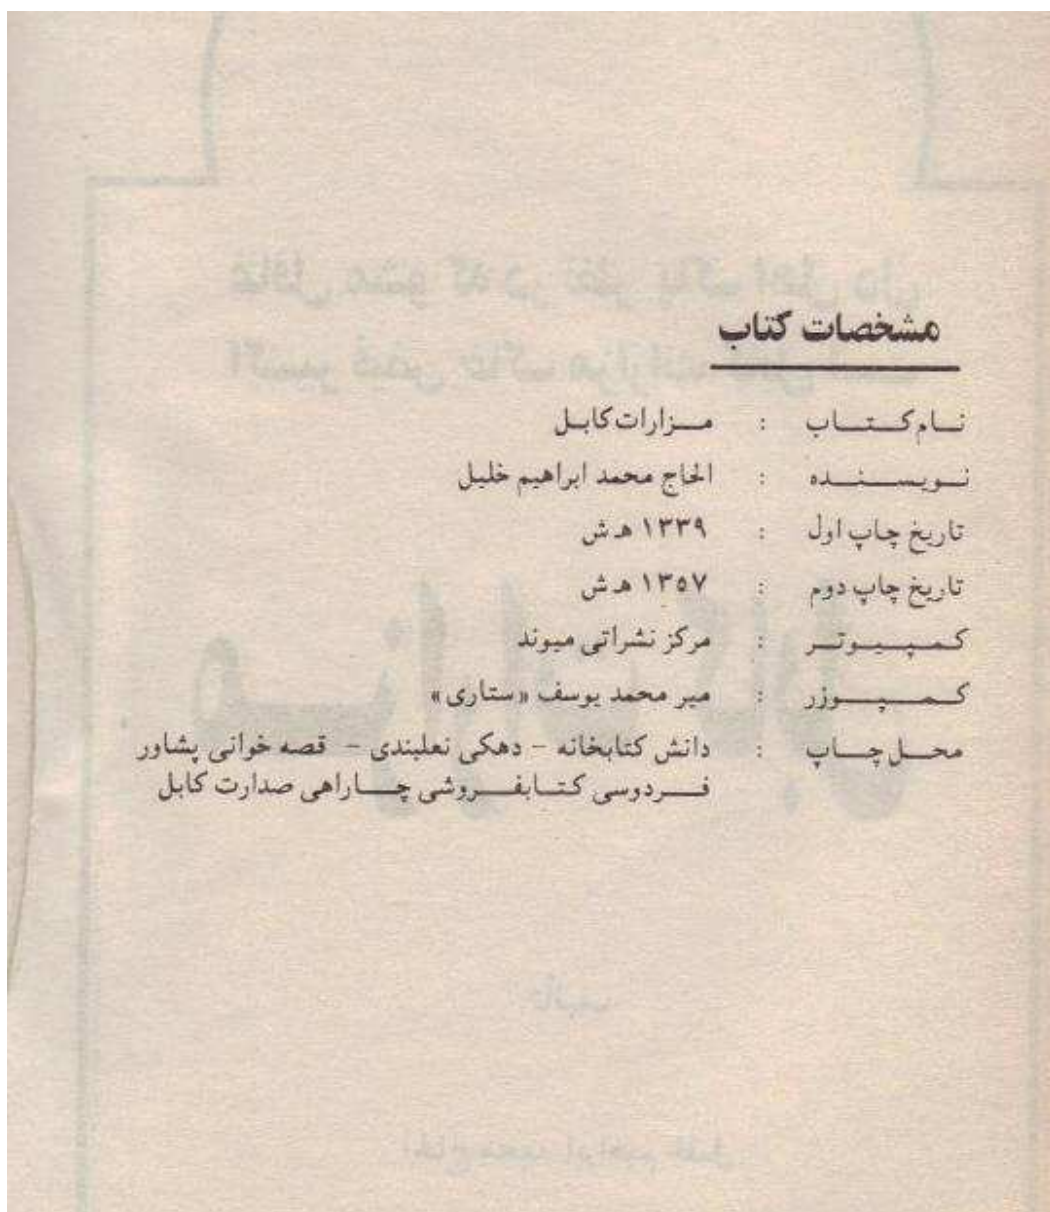 مشخصات کتاب
نام کتاب : مزارات کابل
نویسنده : الحاج محمد ابراهیم خلیل
تاریخ چاپ اول : ۱۳۳۹ هـ ش
تاریخ چاپ دوم : ۱۳۵۷ هـ ش
کمپیوتر : مرکز نشراتی میوند
کمپوزر : میر محمد یوسف «ستاری»
محل چاپ : دانش کتابخانه - دهکی نعلبندی - قصه خوانی پشاور
فردوسی کتابفروشی چاراهی صدارت کابل